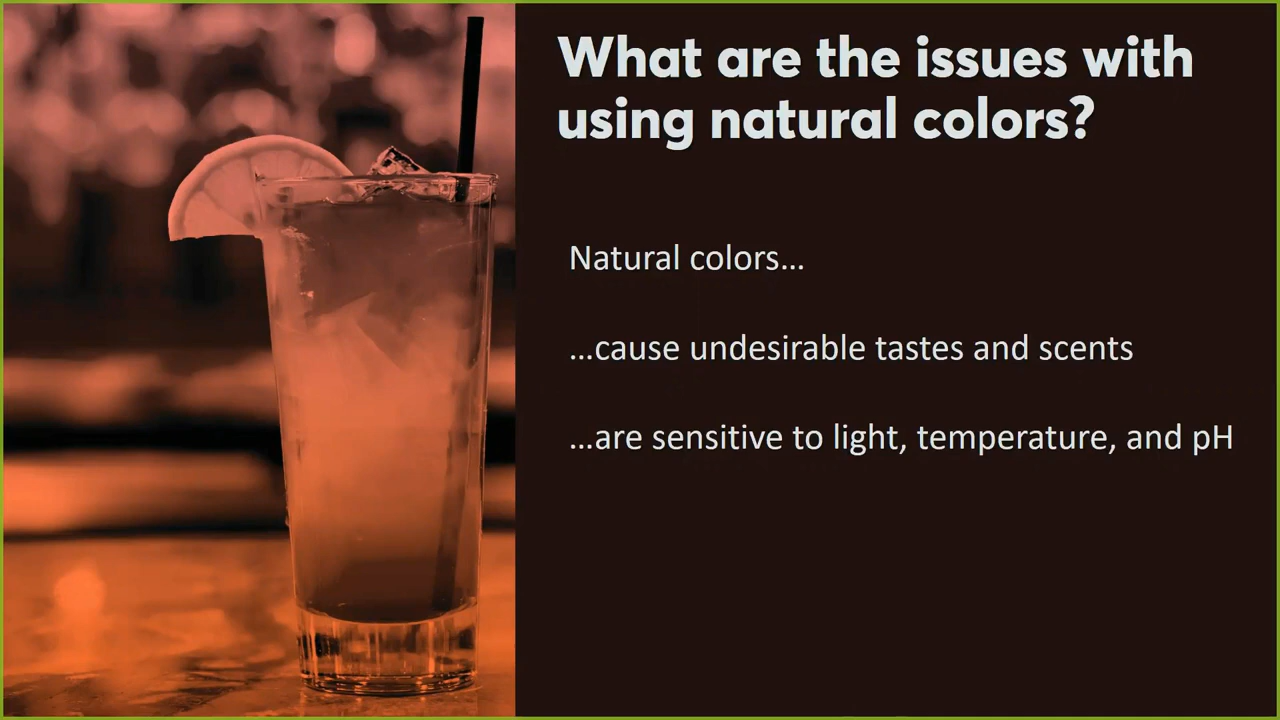 What are the issues with
using natural colors?
Natural colors...
...cause undesirable tastes and scents
...are sensitive to light, temperature, and pH